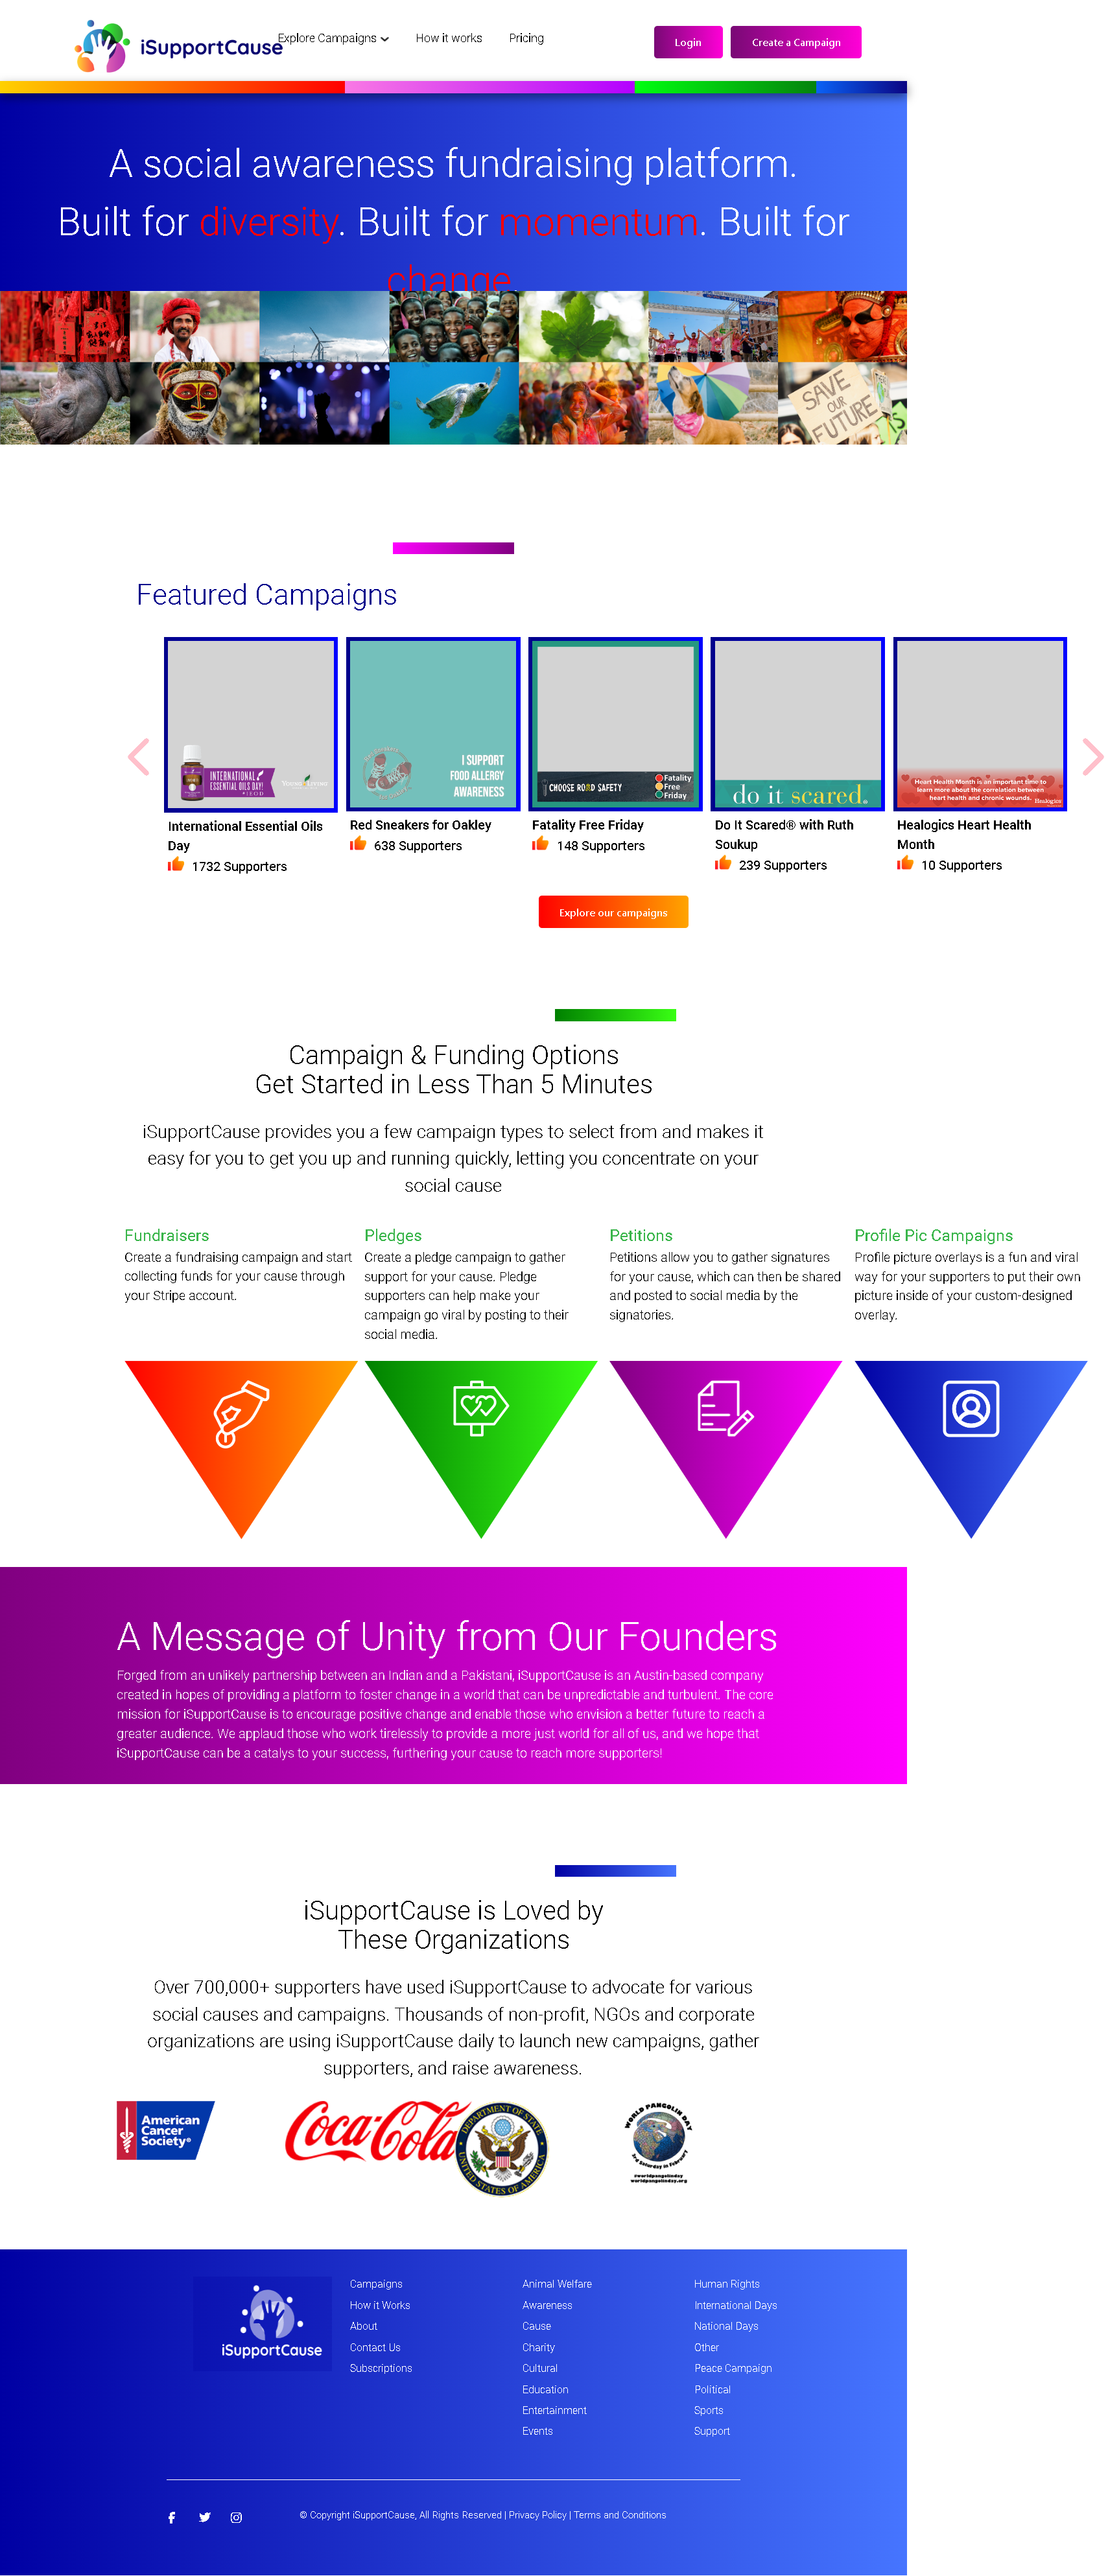 iSupportCause
Explore Campaigns
How it works
Pricing
Login
Create a Campaign
A social awareness fundraising platform.
Built for diversity. Built for momentum. Built for
change
SAVE
OUR
FUTURE
Featured Campaigns
INTERNATIONAL
ESSENTIAL OILS DAY!
YOUNG LIVING
International Essential Oils
Day
1732 Supporters
I SUPPORT
FOOD ALLERGY
AWARENESS
Red Sneakers for Oakley
638 Supporters
CHOOSE ROAD SAFETY
Fatality
Free
Friday
Fatality Free Friday
148 Supporters
do it scared®
Do It Scared® with Ruth
Soukup
239 Supporters
Heart Health Month is an important time to
learn more about the correlation between
heart health and chronic wounds.
Healogics
Healogics Heart Health
Month
10 Supporters
Explore our campaigns
Campaign & Funding Options
Get Started in Less Than 5 Minutes
iSupportCause provides you a few campaign types to select from and makes it
easy for you to get you up and running quickly, letting you concentrate on your
social cause
Fundraisers
Create a fundraising campaign and start
collecting funds for your cause through
your Stripe account.
Pledges
Create a pledge campaign to gather
support for your cause. Pledge
supporters can help make your
campaign go viral by posting to their
social media.
Petitions
Petitions allow you to gather signatures
for your cause, which can then be shared
and posted to social media by the
signatories.
Profile Pic Campaigns
Profile picture overlays is a fun and viral
way for your supporters to put their own
picture inside of your custom-designed
overlay.
A Message of Unity from Our Founders
Forged from an unlikely partnership between an Indian and a Pakistani, iSupportCause is an Austin-based company
created in hopes of providing a platform to foster change in a world that can be unpredictable and turbulent. The core
mission for iSupportCause is to encourage positive change and enable those who envision a better future to reach a
greater audience. We applaud those who work tirelessly to provide a more just world for all of us, and we hope that
iSupportCause can be a catalys to your success, furthering your cause to reach more supporters!
iSupportCause is Loved by
These Organizations
Over 700,000+ supporters have used iSupportCause to advocate for various
social causes and campaigns. Thousands of non-profit, NGOs and corporate
organizations are using iSupportCause daily to launch new campaigns, gather
supporters, and raise awareness.
American
Cancer
Society®
Coca-Cola
DEPARTMENT OF STATE
UNITED STATES OF AMERICA
WORLD PANGOLIN DAY
3rd Saturday in February
#worldpangolinday
worldpangolinday.org
iSupportCause
Campaigns
How it Works
About
Contact Us
Subscriptions
Animal Welfare
Awareness
Cause
Charity
Cultural
Education
Entertainment
Events
Human Rights
International Days
National Days
Other
Peace Campaign
Political
Sports
Support
© Copyright iSupportCause, All Rights Reserved | Privacy Policy | Terms and Conditions